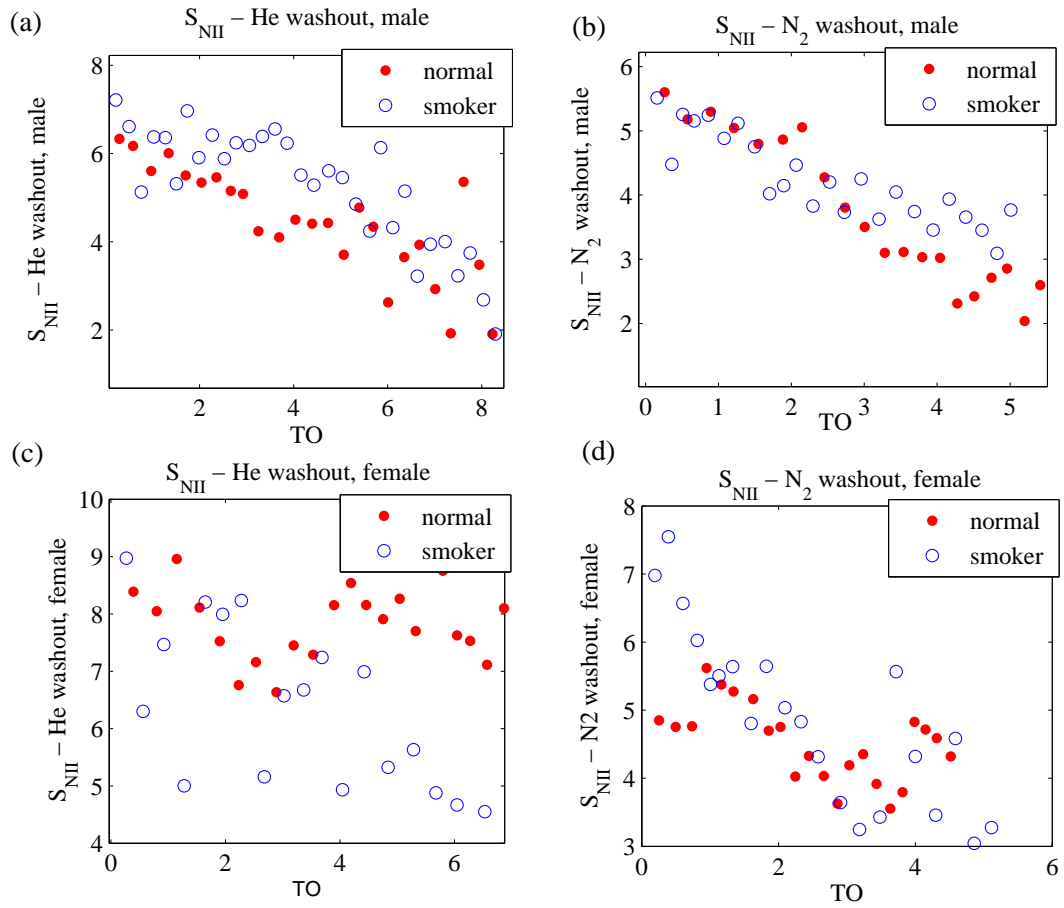 (a)
S_NII – He washout, male
8
6
4
2
S_NII – He washout, male
normal
smoker
2 4 6 8
TO
(b)
S_NII – N_2 washout, male
6
5
4
3
2
S_NII – N_2 washout, male
normal
smoker
0 1 2 3 4 5
TO
(c)
S_NII – He washout, female
10
9
8
7
6
5
4
S_NII – He washout, female
normal
smoker
0 2 4 6
TO
(d)
S_NII – N_2 washout, female
8
7
6
5
4
3
S_NII – N2 washout, female
normal
smoker
0 2 4 6
TO